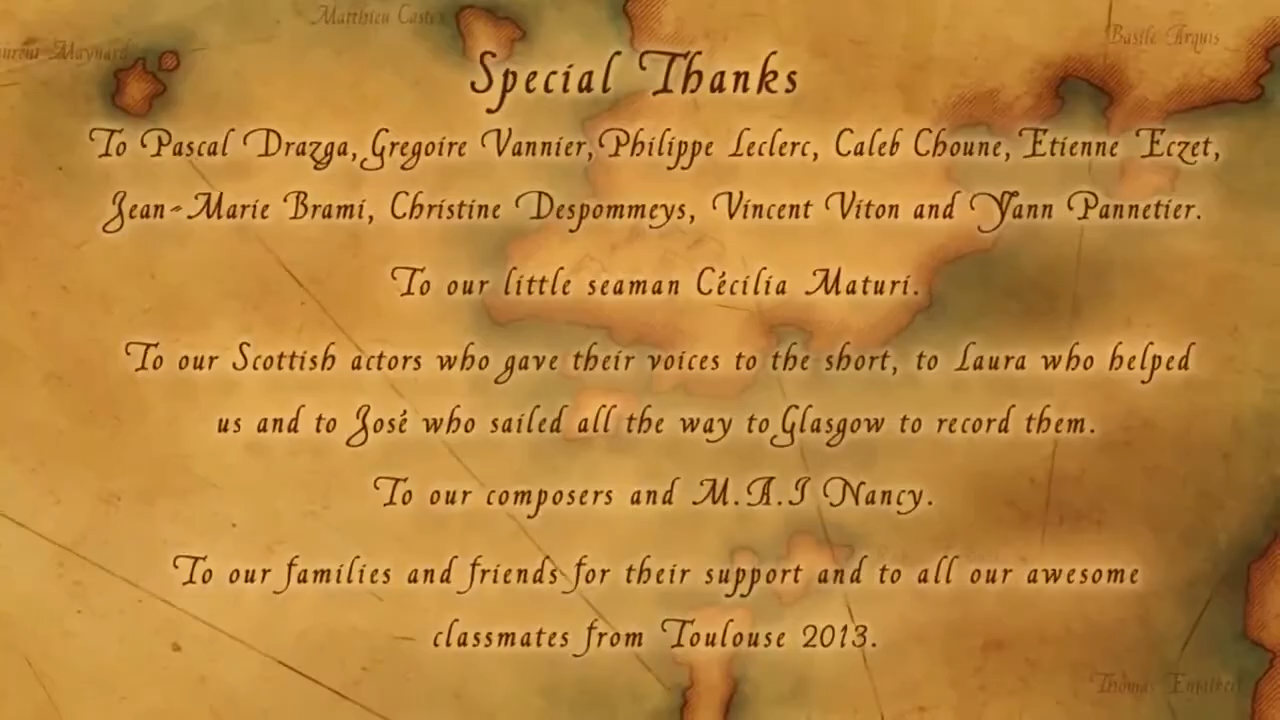 Matthieu Castex
Maynard
Basile Arquis
Special Thanks
To Pascal Drazga, Gregoire Vannier, Philippe Leclerc, Caleb Choune, Etienne Eczet,
Jean-Marie Brami, Christine Despommeys, Vincent Viton and Yann Pannetier.
To our little seaman Cécilia Maturi.
To our Scottish actors who gave their voices to the short, to Laura who helped
us and to José who sailed all the way to Glasgow to record them.
To our composers and M.A.I Nancy.
To our families and friends for their support and to all our awesome
classmates from Toulouse 2013.
Thomas